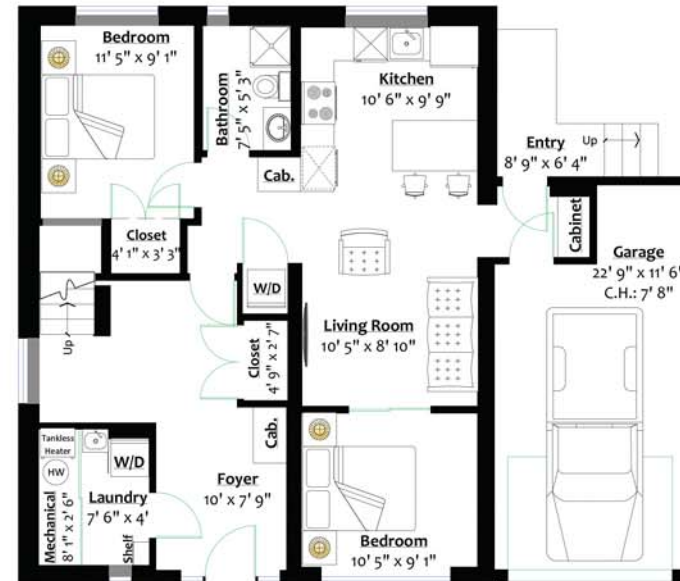 Bedroom
11' 5" x 9' 1"
Bathroom
7' 5" x 5' 3"
Kitchen
10' 6" x 9' 9"
Entry
8' 9" x 6' 4"
Up
Cab.
Cabinet
Closet
4' 1" x 3' 3"
Garage
22' 9" x 11' 6"
C.H.: 7' 8"
W/D
Up
Living Room
10' 5" x 8' 10"
Closet
4' 9" x 2' 7"
Cab.
Tankless
Heater
HW
W/D
Mechanical
8' 1" x 2' 6"
Laundry
7' 6" x 4'
Shelf
Foyer
10' x 7' 9"
Bedroom
10' 5" x 9' 1"